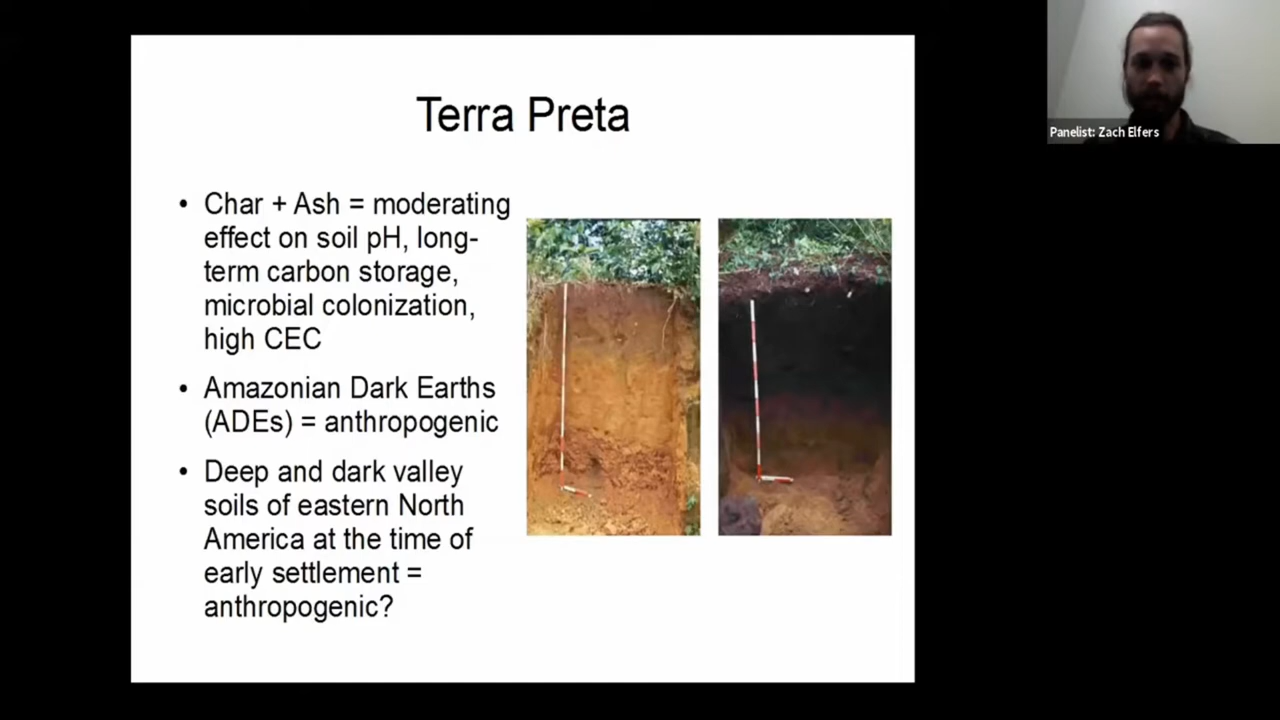 Terra Preta
• Char + Ash = moderating
effect on soil pH, long-
term carbon storage,
microbial colonization,
high CEC
• Amazonian Dark Earths
(ADEs) = anthropogenic
• Deep and dark valley
soils of eastern North
America at the time of
early settlement =
anthropogenic?
Panelist: Zach Elfers